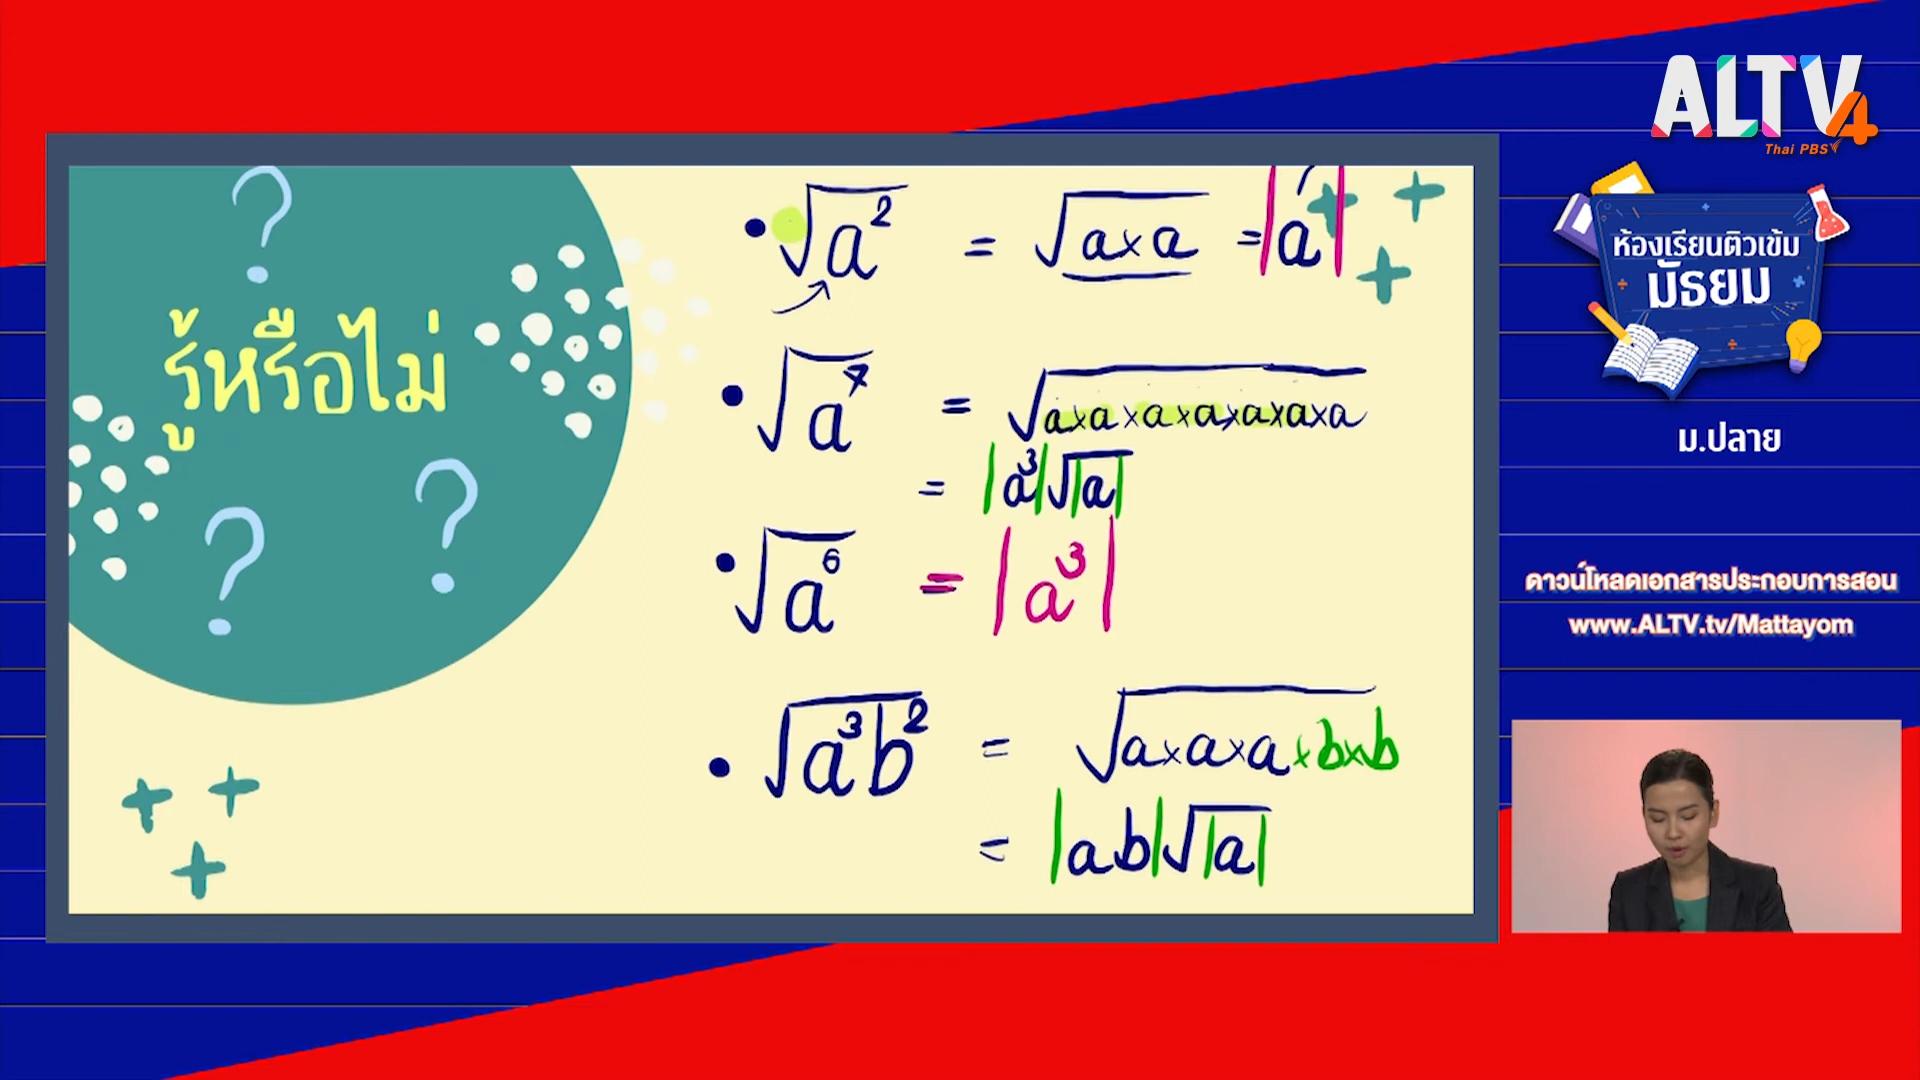 ALTV4
Thai PBS
ห้องเรียนติวเข้ม
มัธยม
ม.ปลาย
ดาวน์โหลดเอกสารประกอบการสอน
www.ALTV.tv/Mattayom
?
รู้หรือไม่
? ?
• √a² = √a×a = |a|
• √a⁷ = √a×a×a×a×a×a×a
= |a³|√|a|
• √a⁶ = |a³|
• √a³b² = √a×a×a×b×b
= |ab|√|a|